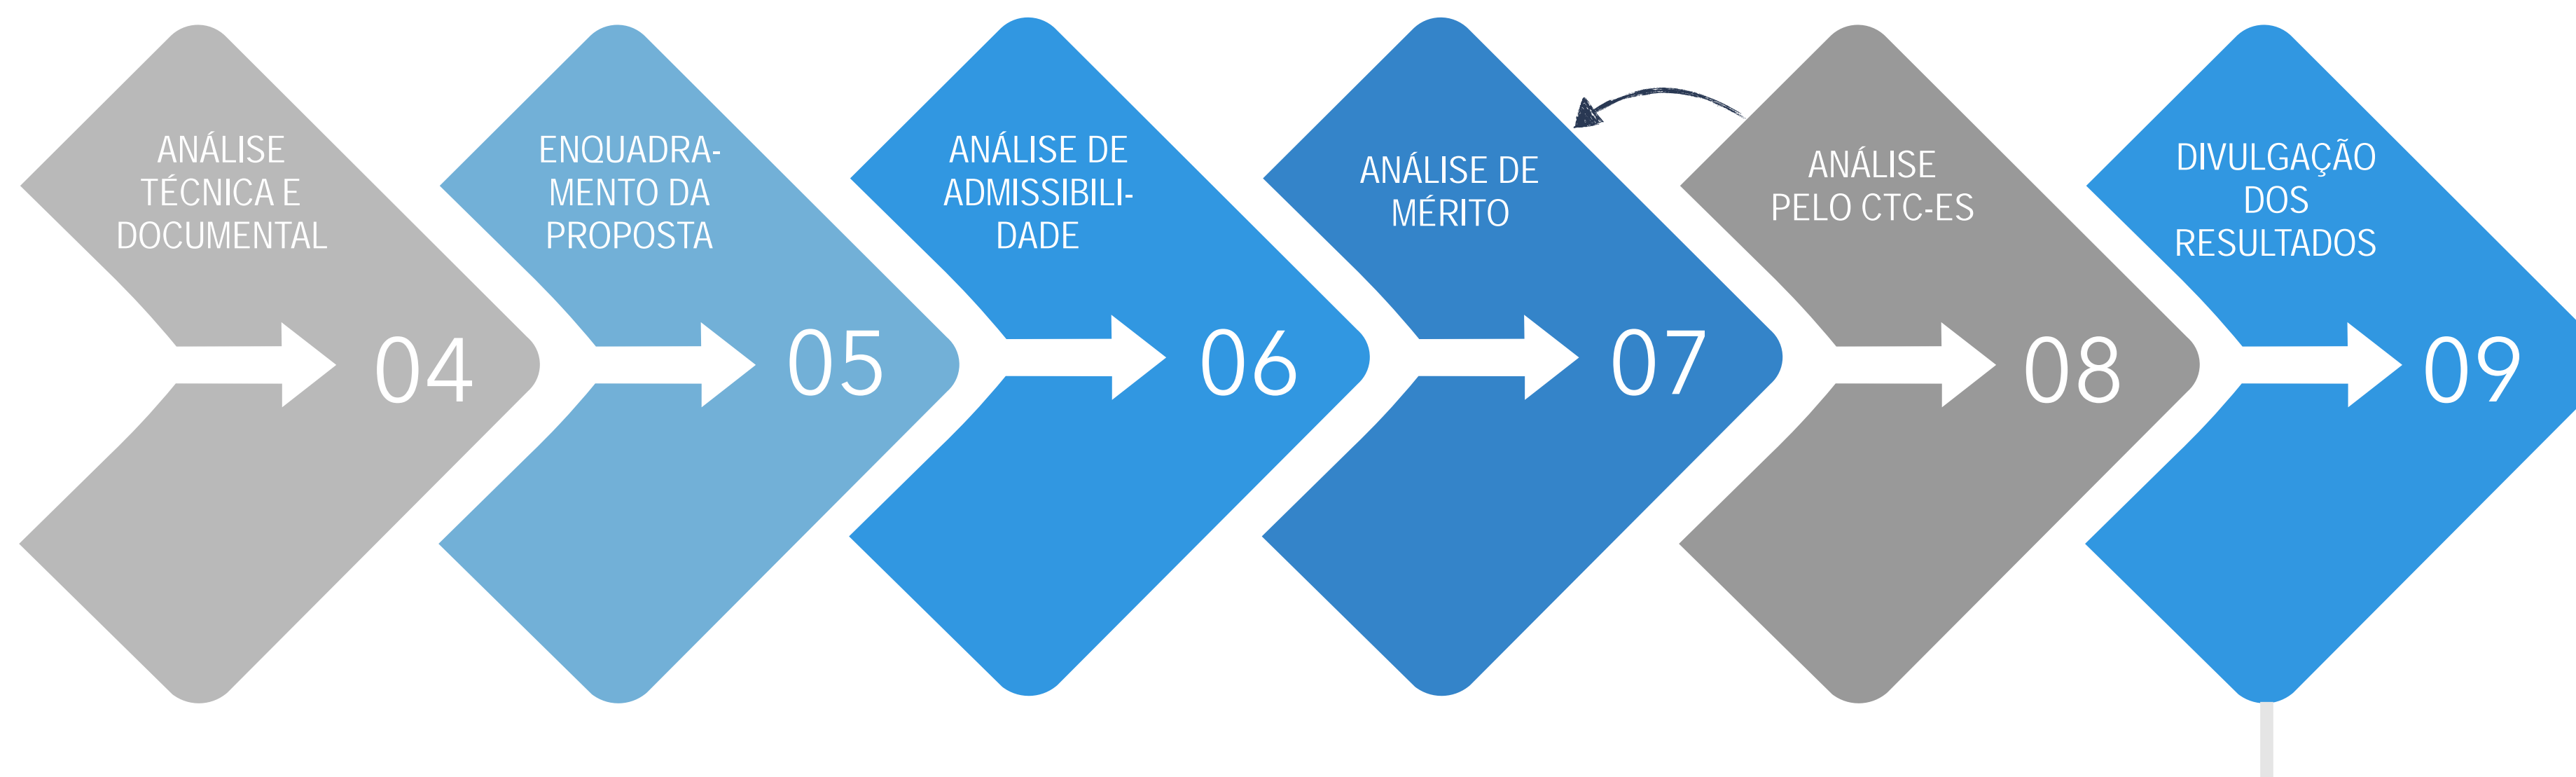 ANÁLISE
TÉCNICA E
DOCUMENTAL
04
ENQUADRA-
MENTO DA
PROPOSTA
05
ANÁLISE DE
ADMISSIBILI-
DADE
06
ANÁLISE DE
MÉRITO
07
ANÁLISE
PELO CTC-ES
08
DIVULGAÇÃO
DOS
RESULTADOS
09